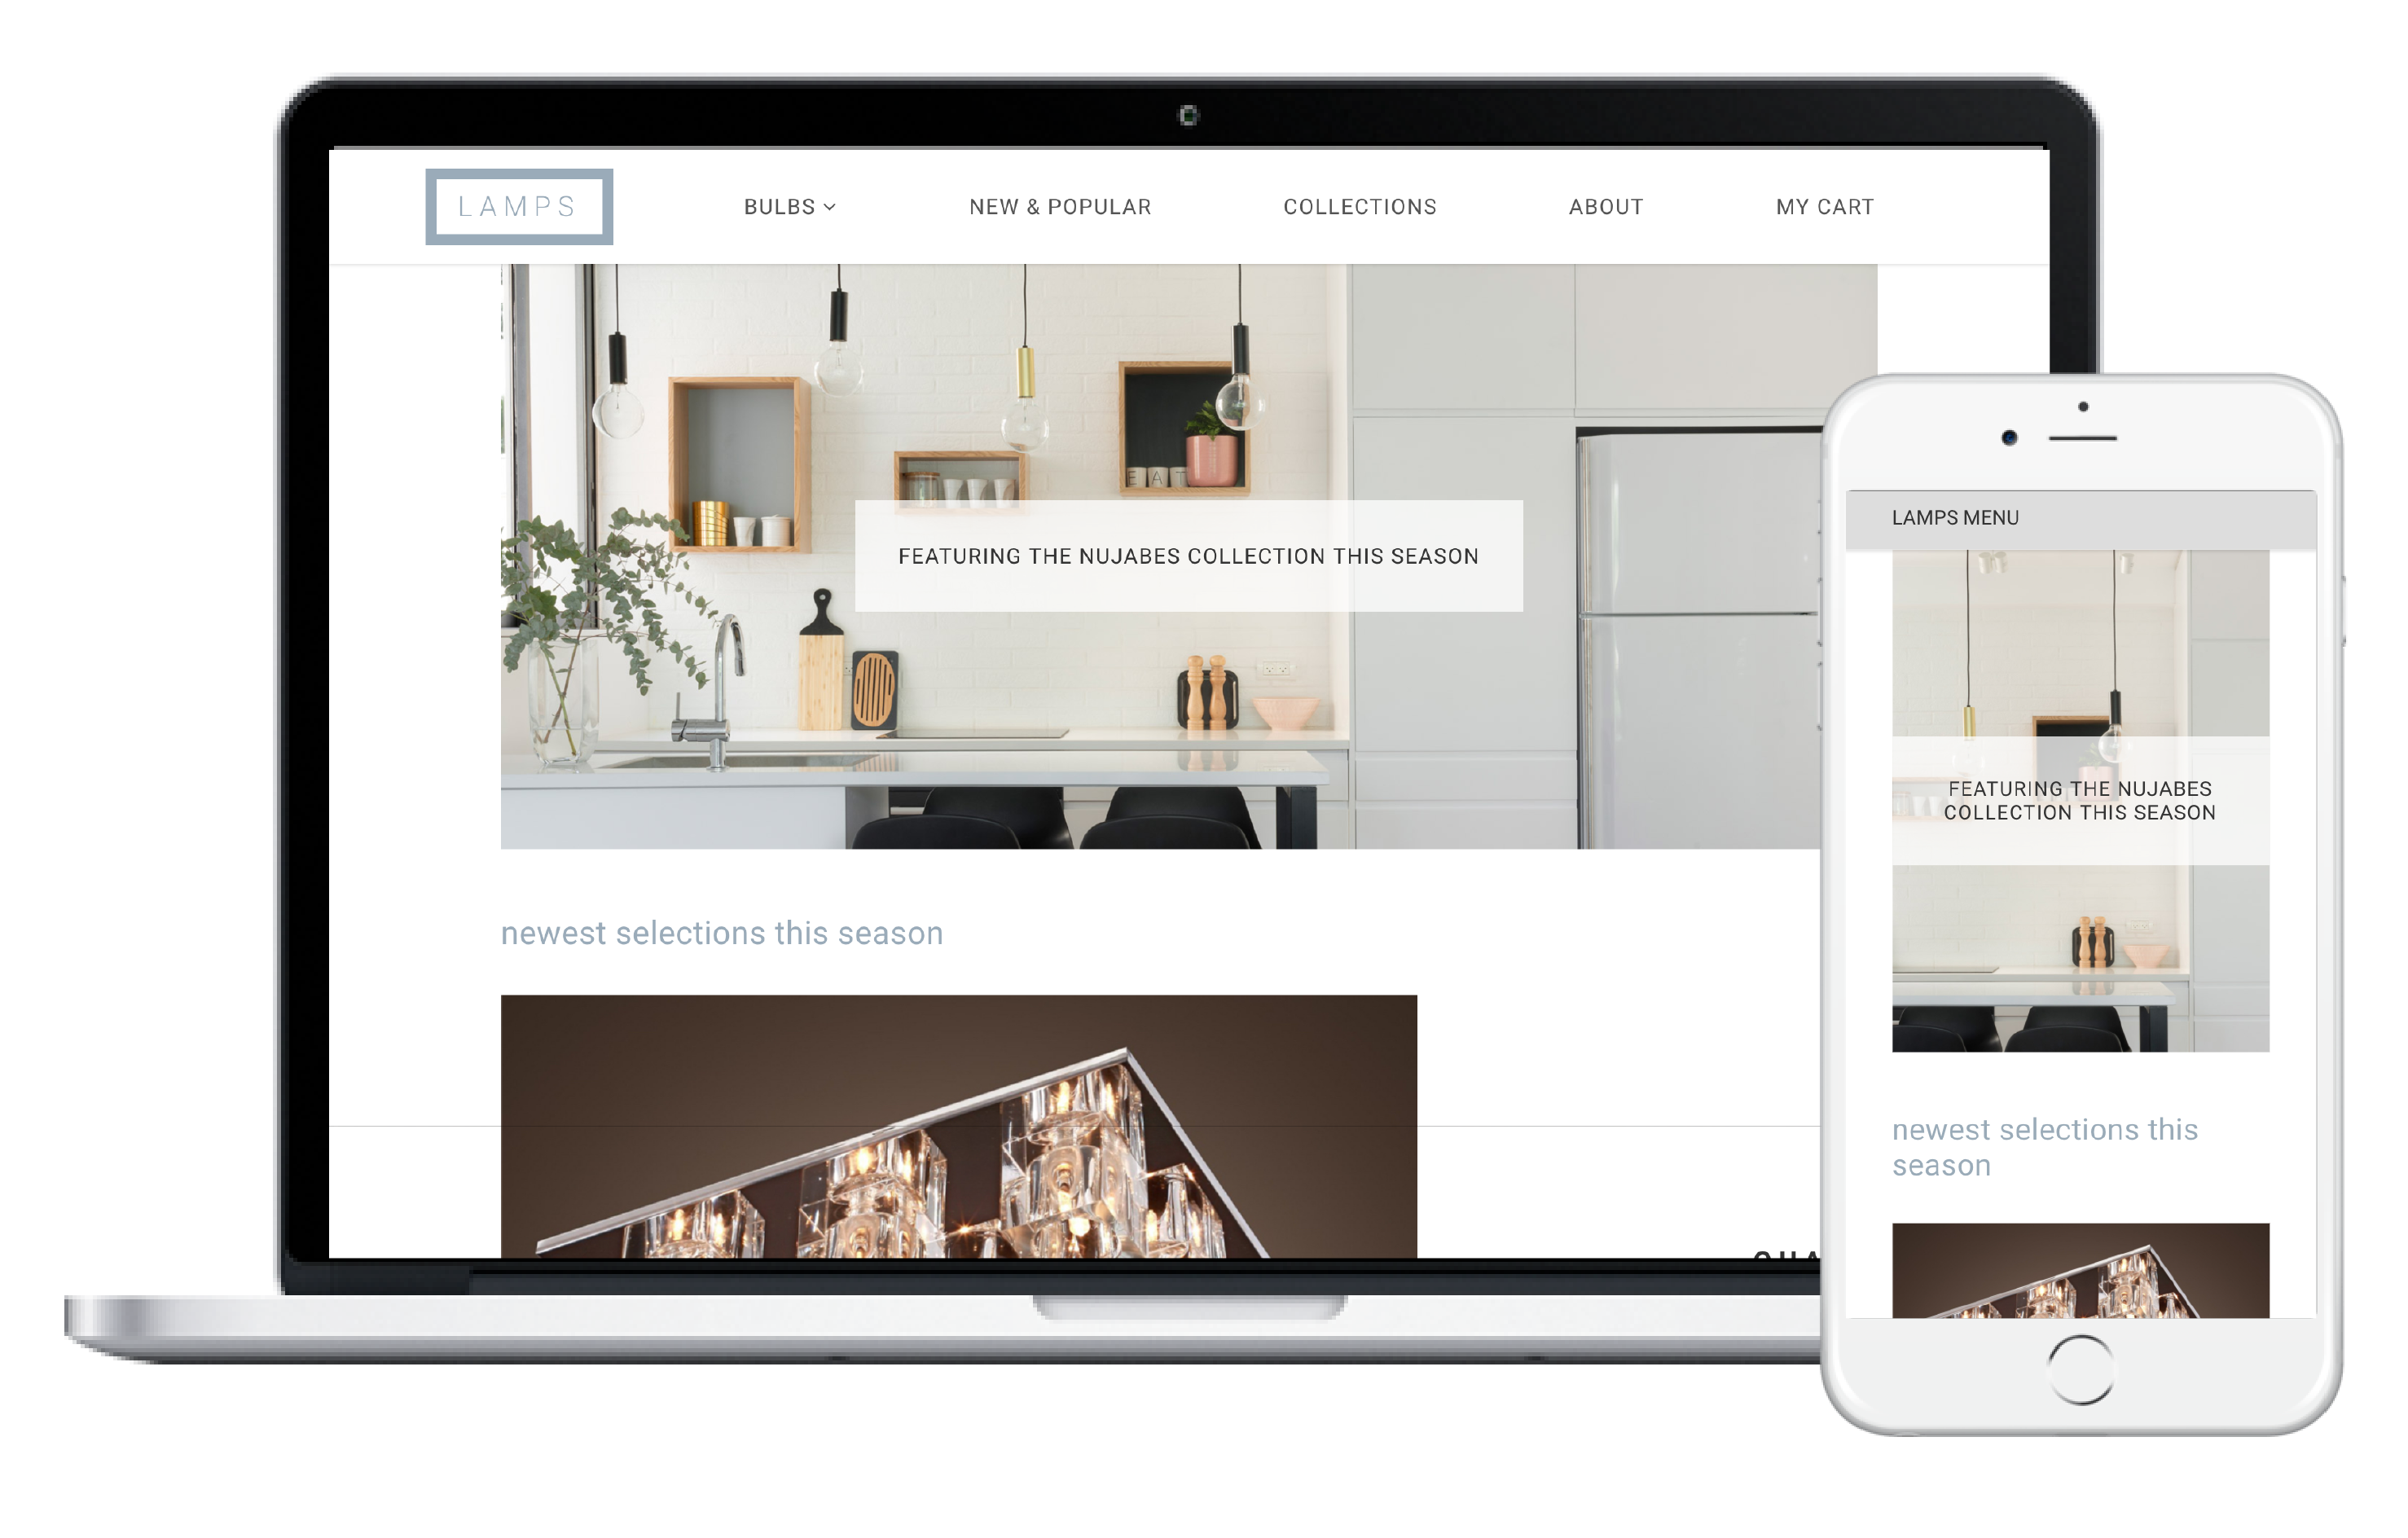 LAMPS
BULBS
NEW & POPULAR
COLLECTIONS
ABOUT
MY CART
EAT
FEATURING THE NUJABES COLLECTION THIS SEASON
newest selections this season
LAMPS MENU
FEATURING THE NUJABES
COLLECTION THIS SEASON
newest selections this
season